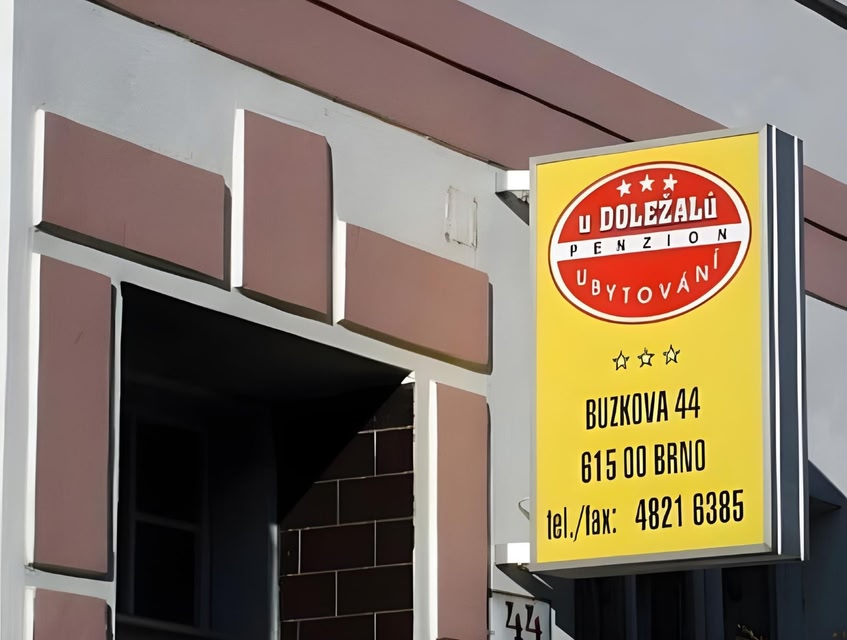 U DOLEŽALŮ
PENZION
UBYTOVÁNÍ
BUZKOVA 44
615 00 BRNO
tel./fax: 4821 6385
44